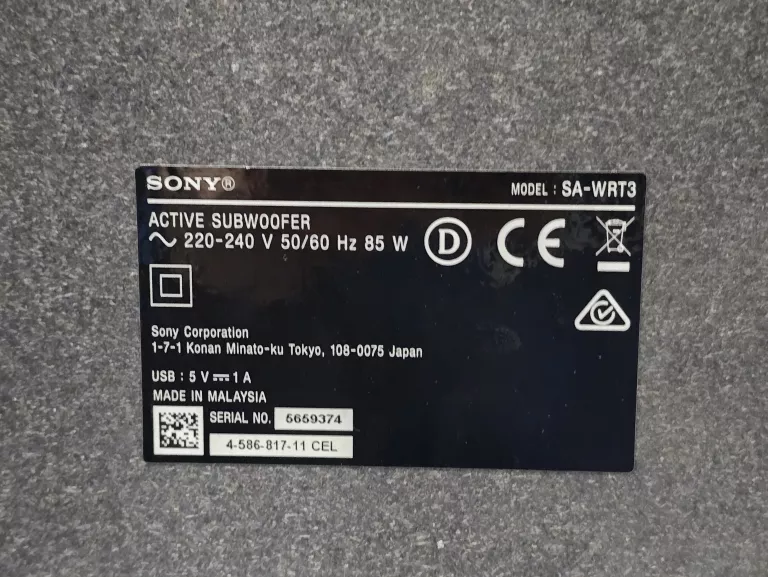 SONY®
MODEL : SA-WRT3
ACTIVE SUBWOOFER
~ 220-240 V 50/60 Hz 85 W
D
CE
Sony Corporation
1-7-1 Konan Minato-ku Tokyo, 108-0075 Japan
USB : 5 V ⎓ 1 A
MADE IN MALAYSIA
SERIAL NO. 5659374
4-586-817-11 CEL